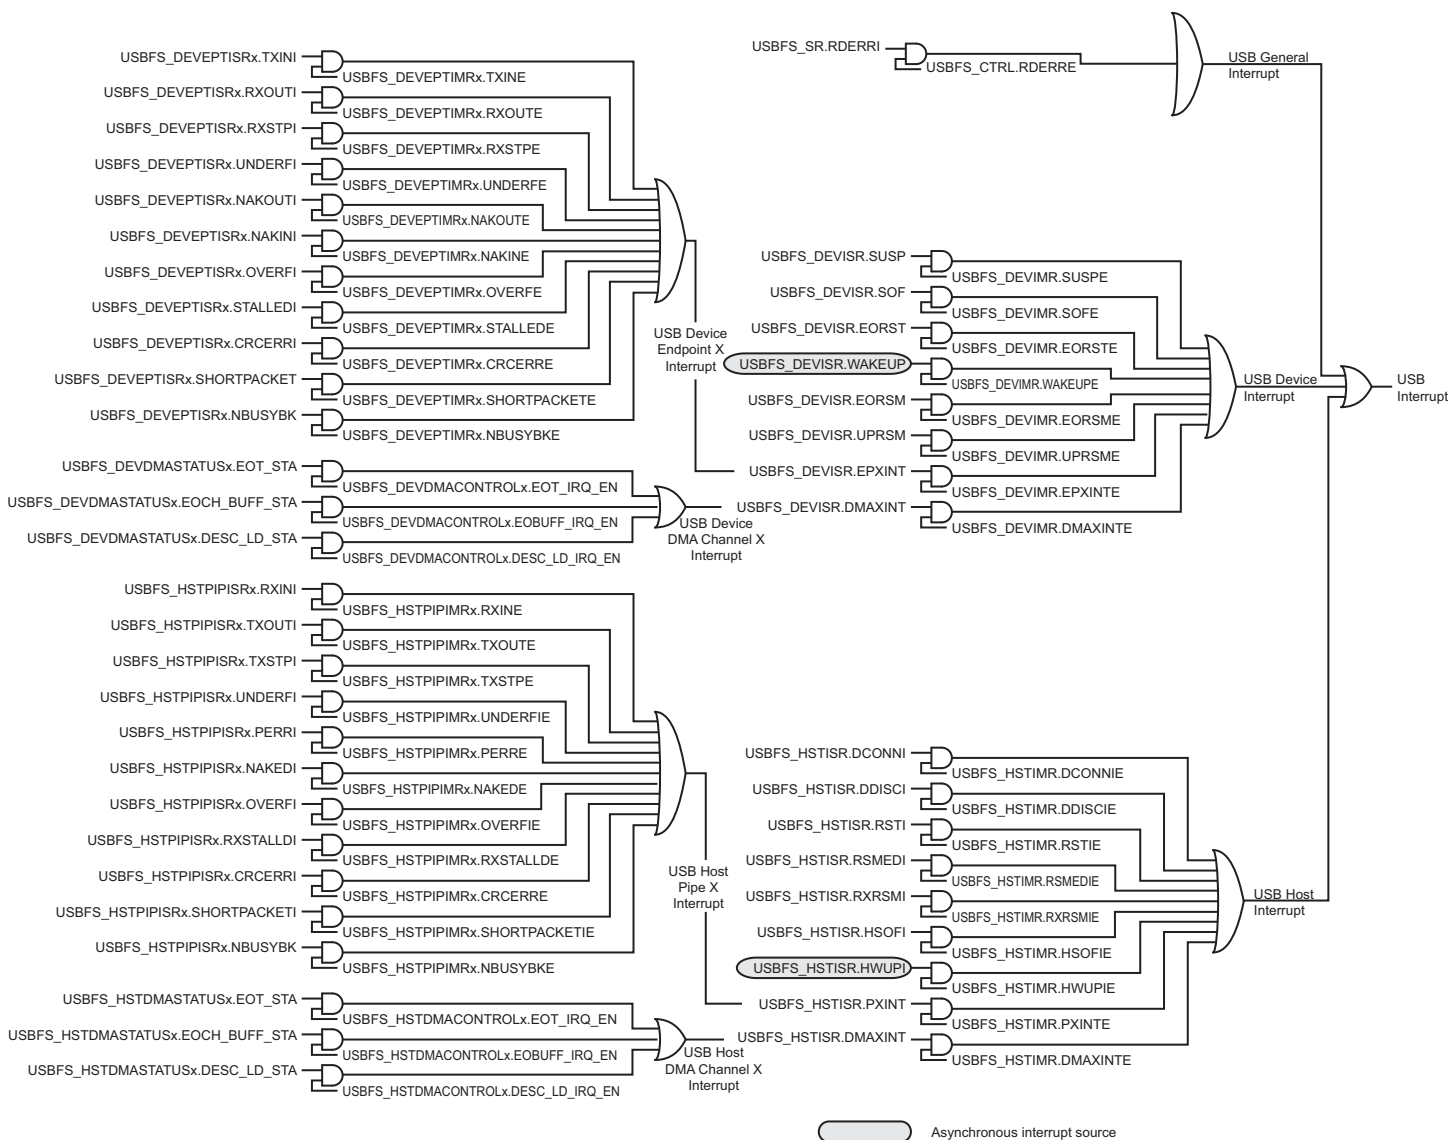 USBFS_DEVEPTISRx.TXINI
USBFS_DEVEPTIMRx.TXINE
USBFS_DEVEPTISRx.RXOUTI
USBFS_DEVEPTIMRx.RXOUTE
USBFS_DEVEPTISRx.RXSTPI
USBFS_DEVEPTIMRx.RXSTPE
USBFS_DEVEPTISRx.UNDERFI
USBFS_DEVEPTIMRx.UNDERFE
USBFS_DEVEPTISRx.NAKOUTI
USBFS_DEVEPTIMRx.NAKOUTE
USBFS_DEVEPTISRx.NAKINI
USBFS_DEVEPTIMRx.NAKINE
USBFS_DEVEPTISRx.OVERFI
USBFS_DEVEPTIMRx.OVERFE
USBFS_DEVEPTISRx.STALLEDI
USBFS_DEVEPTIMRx.STALLEDE
USBFS_DEVEPTISRx.CRCERRI
USBFS_DEVEPTIMRx.CRCERRE
USBFS_DEVEPTISRx.SHORTPACKET
USBFS_DEVEPTIMRx.SHORTPACKETE
USBFS_DEVEPTISRx.NBUSYBK
USBFS_DEVEPTIMRx.NBUSYBKE
USB Device
Endpoint X
Interrupt
USBFS_DEVDMASTATUSx.EOT_STA
USBFS_DEVDMACONTROLx.EOT_IRQ_EN
USBFS_DEVDMASTATUSx.EOCH_BUFF_STA
USBFS_DEVDMACONTROLx.EOBUFF_IRQ_EN
USBFS_DEVDMASTATUSx.DESC_LD_STA
USBFS_DEVDMACONTROLx.DESC_LD_IRQ_EN
USB Device
DMA Channel X
Interrupt
USBFS_HSTPIPISRx.RXINI
USBFS_HSTPIPIMRx.RXINE
USBFS_HSTPIPISRx.TXOUTI
USBFS_HSTPIPIMRx.TXOUTE
USBFS_HSTPIPISRx.TXSTPI
USBFS_HSTPIPIMRx.TXSTPE
USBFS_HSTPIPISRx.UNDERFI
USBFS_HSTPIPIMRx.UNDERFIE
USBFS_HSTPIPISRx.PERRI
USBFS_HSTPIPIMRx.PERRE
USBFS_HSTPIPISRx.NAKEDI
USBFS_HSTPIPIMRx.NAKEDE
USBFS_HSTPIPISRx.OVERFI
USBFS_HSTPIPIMRx.OVERFIE
USBFS_HSTPIPISRx.RXSTALLDI
USBFS_HSTPIPIMRx.RXSTALLDE
USBFS_HSTPIPISRx.CRCERRI
USBFS_HSTPIPIMRx.CRCERRE
USBFS_HSTPIPISRx.SHORTPACKETI
USBFS_HSTPIPIMRx.SHORTPACKETIE
USBFS_HSTPIPISRx.NBUSYBK
USBFS_HSTPIPIMRx.NBUSYBKE
USB Host
Pipe X
Interrupt
USBFS_HSTDMASTATUSx.EOT_STA
USBFS_HSTDMACONTROLx.EOT_IRQ_EN
USBFS_HSTDMASTATUSx.EOCH_BUFF_STA
USBFS_HSTDMACONTROLx.EOBUFF_IRQ_EN
USBFS_HSTDMASTATUSx.DESC_LD_STA
USBFS_HSTDMACONTROLx.DESC_LD_IRQ_EN
USB Host
DMA Channel X
Interrupt
USBFS_SR.RDERRI
USBFS_CTRL.RDERRE
USB General
Interrupt
USBFS_DEVISR.SUSP
USBFS_DEVIMR.SUSPE
USBFS_DEVISR.SOF
USBFS_DEVIMR.SOFE
USBFS_DEVISR.EORST
USBFS_DEVIMR.EORSTE
USBFS_DEVISR.WAKEUP
USBFS_DEVIMR.WAKEUPE
USBFS_DEVISR.EORSM
USBFS_DEVIMR.EORSME
USBFS_DEVISR.UPRSM
USBFS_DEVIMR.UPRSME
USBFS_DEVISR.EPXINT
USBFS_DEVIMR.EPXINTE
USBFS_DEVISR.DMAXINT
USBFS_DEVIMR.DMAXINTE
USB Device
Interrupt
USB
Interrupt
USBFS_HSTISR.DCONNI
USBFS_HSTIMR.DCONNIE
USBFS_HSTISR.DDISCI
USBFS_HSTIMR.DDISCIE
USBFS_HSTISR.RSTI
USBFS_HSTIMR.RSTIE
USBFS_HSTISR.RSMEDI
USBFS_HSTIMR.RSMEDIE
USBFS_HSTISR.RXRSMI
USBFS_HSTIMR.RXRSMIE
USBFS_HSTISR.HSOFI
USBFS_HSTIMR.HSOFIE
USBFS_HSTISR.HWUPI
USBFS_HSTIMR.HWUPIE
USBFS_HSTISR.PXINT
USBFS_HSTIMR.PXINTE
USBFS_HSTISR.DMAXINT
USBFS_HSTIMR.DMAXINTE
USB Host
Interrupt
Asynchronous interrupt source